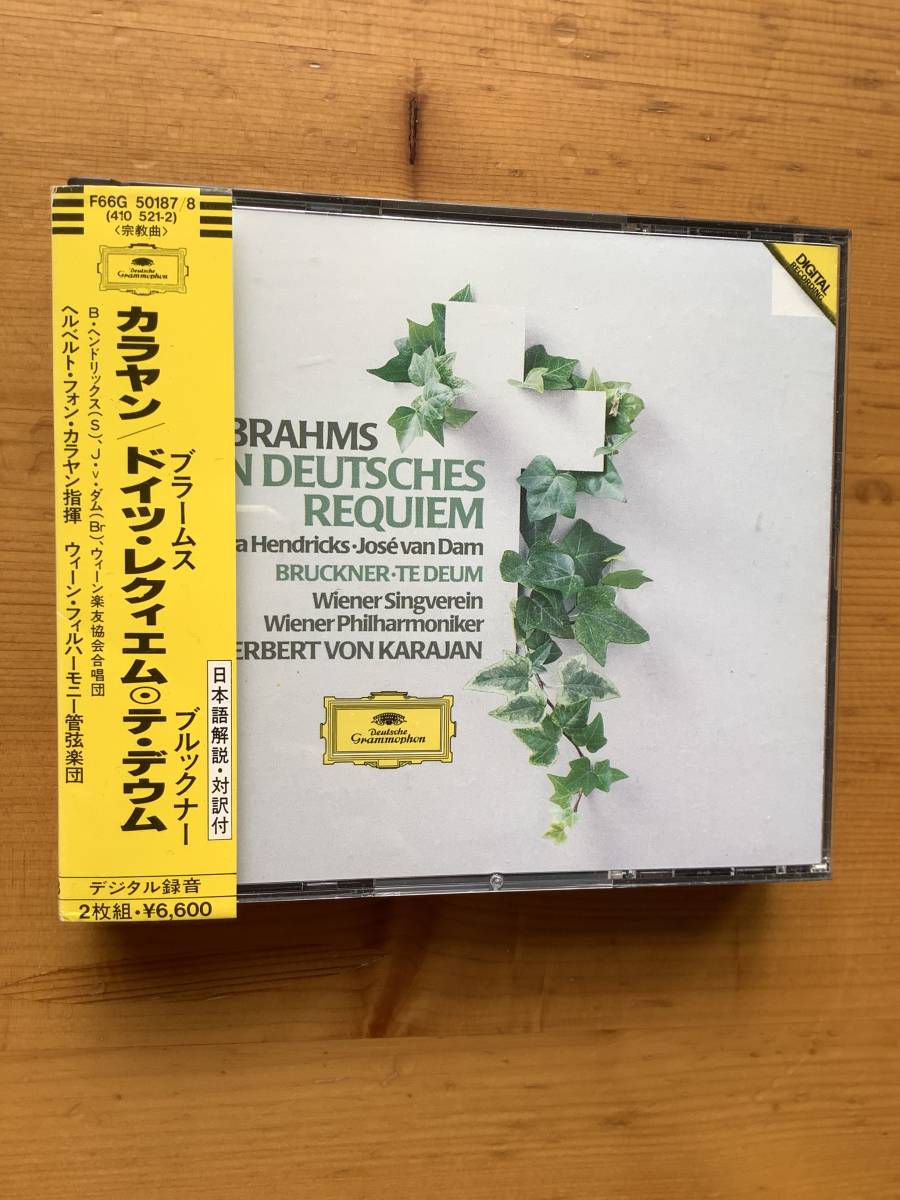 F66G 50187/8
(410 521-2)
〈宗教曲〉
Deutsche
Grammophon
ブラームス
ブルックナー
カラヤン/ドイツ・レクィエム⦿テ・デウム
B・ヘンドリックス(S)、J・v・ダム(Br)、ウィーン楽友協会合唱団
ヘルベルト・フォン・カラヤン指揮 ウィーン・フィルハーモニー管弦楽団
日本語解説・対訳付
デジタル録音
2枚組・¥6,600
DIGITAL
RECORDING
BRAHMS
N DEUTSCHES
REQUIEM
a Hendricks·José van Dam
BRUCKNER·TE DEUM
Wiener Singverein
Wiener Philharmoniker
ERBERT VON KARAJAN
Deutsche
Grammophon